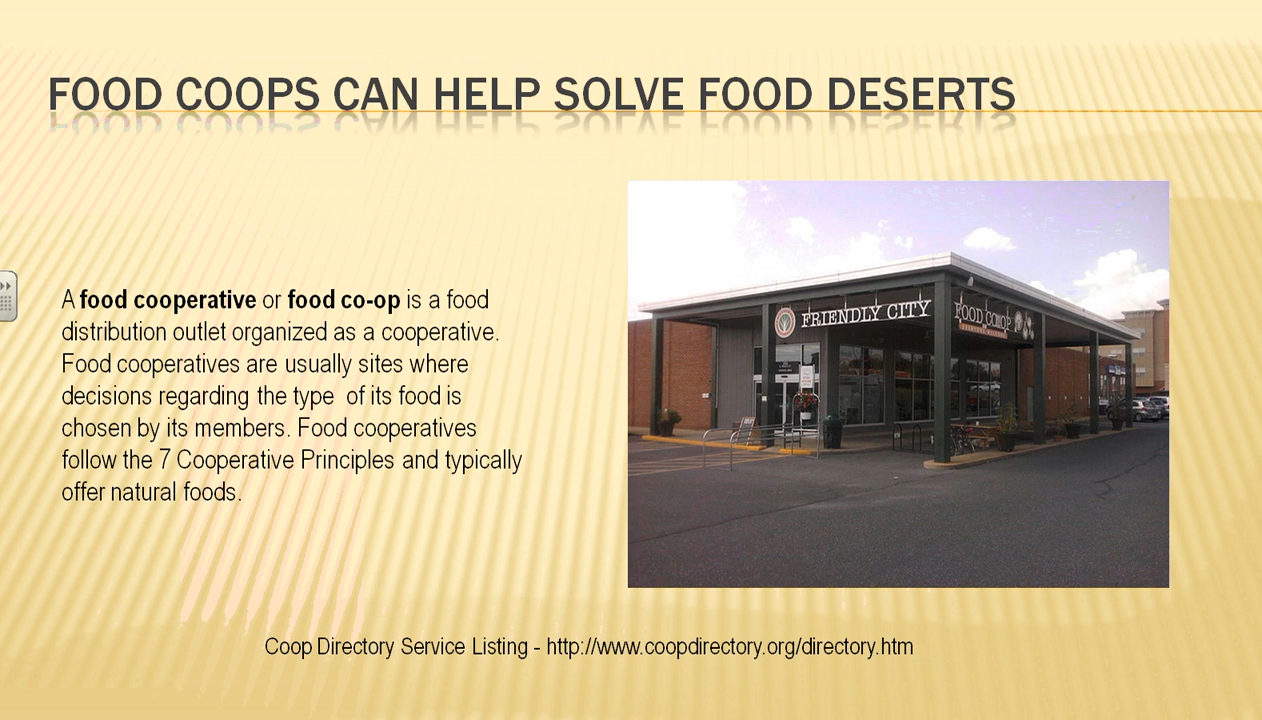 FOOD COOPS CAN HELP SOLVE FOOD DESERTS
A food cooperative or food co-op is a food
distribution outlet organized as a cooperative.
Food cooperatives are usually sites where
decisions regarding the type  of its food is
chosen by its members. Food cooperatives
follow the 7 Cooperative Principles and typically
offer natural foods.
FRIENDLY CITY
FOOD CO-OP
Coop Directory Service Listing - http://www.coopdirectory.org/directory.htm